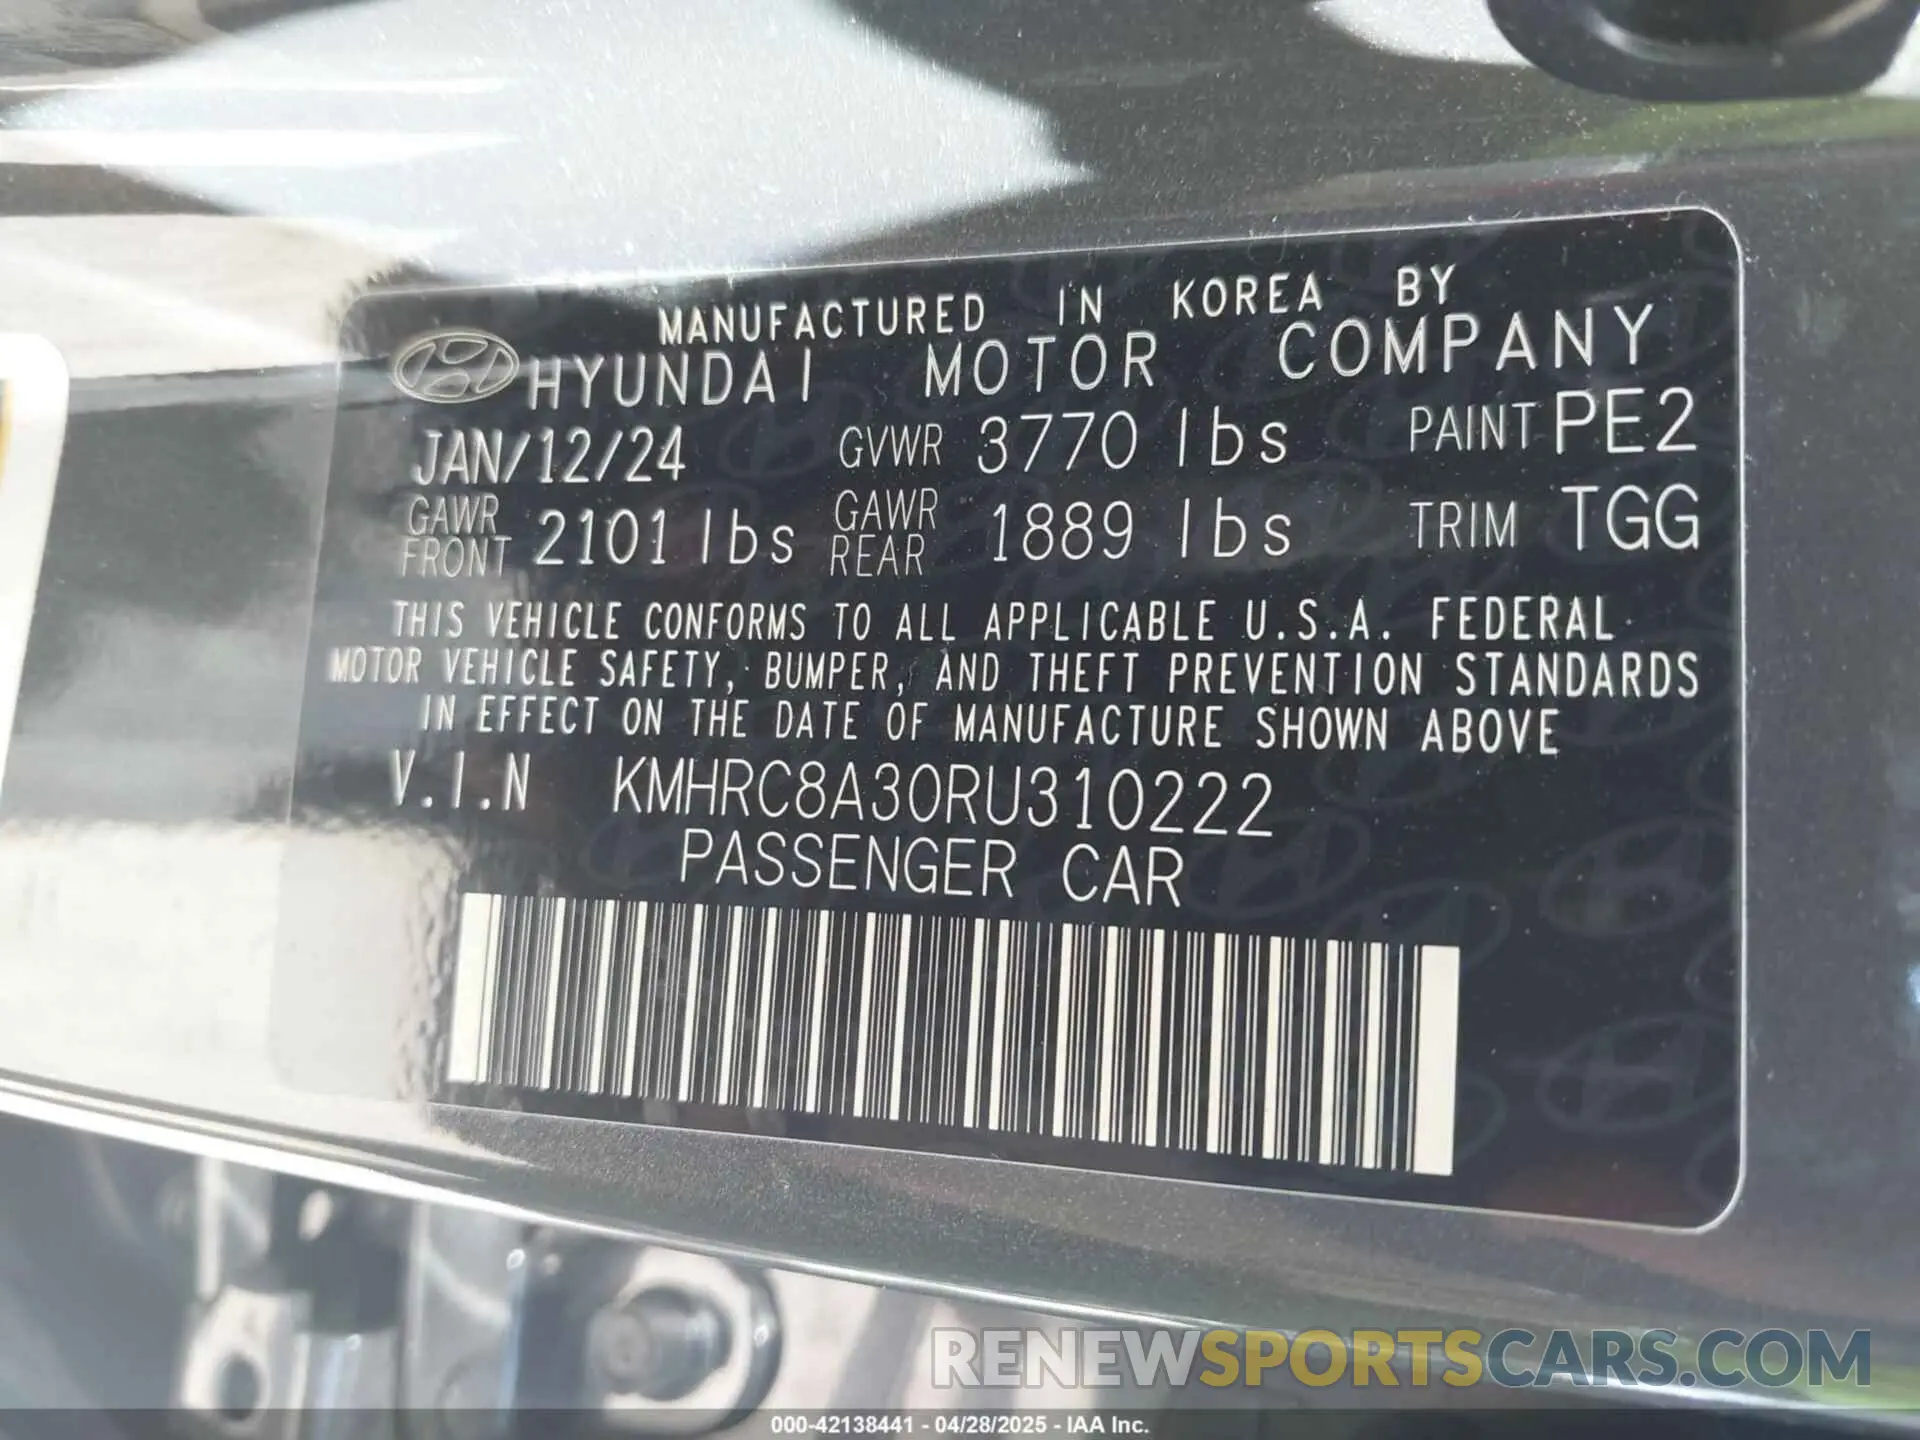 MANUFACTURED IN KOREA BY
HYUNDAI MOTOR COMPANY
JAN/12/24 GVWR 3770 lbs PAINT PE2
GAWR FRONT 2101 lbs GAWR REAR 1889 lbs TRIM TGG
THIS VEHICLE CONFORMS TO ALL APPLICABLE U.S.A. FEDERAL
MOTOR VEHICLE SAFETY, BUMPER, AND THEFT PREVENTION STANDARDS
IN EFFECT ON THE DATE OF MANUFACTURE SHOWN ABOVE
V.I.N KMHRC8A30RU310222
PASSENGER CAR
RENEWSPORTSCARS.COM
000-42138441 - 04/28/2025 - IAA Inc.